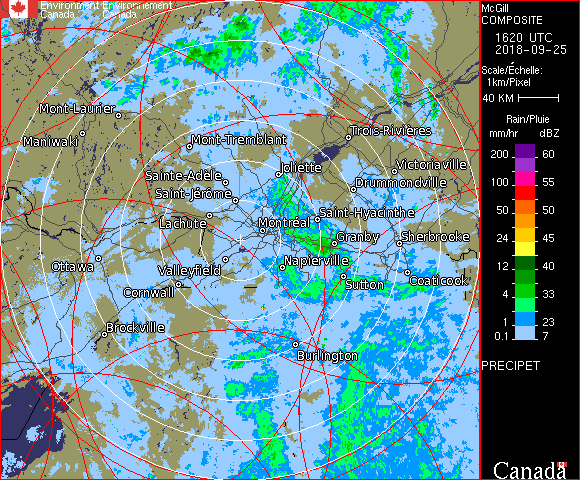 Environment Environnement
Canada Canada
McGill
COMPOSITE
1620 UTC
2018-09-25
Scale/Échelle:
1km/Pixel
40 KM
Rain/Pluie
mm/hr dBZ
200 60
100 55
50 50
45 45
24 40
12 40
4 33
1 23
0.1 7
PRECIPET
Canada
Mont-Laurier
Maniwaki
Mont-Tremblant
Trois-Rivières
Joliette
Victoriaville
Sainte-Adèle
Drummondville
Saint-Jérôme
Lachute
Saint-Hyacinthe
Montréal
Granby
Sherbrooke
Ottawa
Valleyfield
Napierville
Cornwall
Sutton
Coaticook
Brockville
Burlington